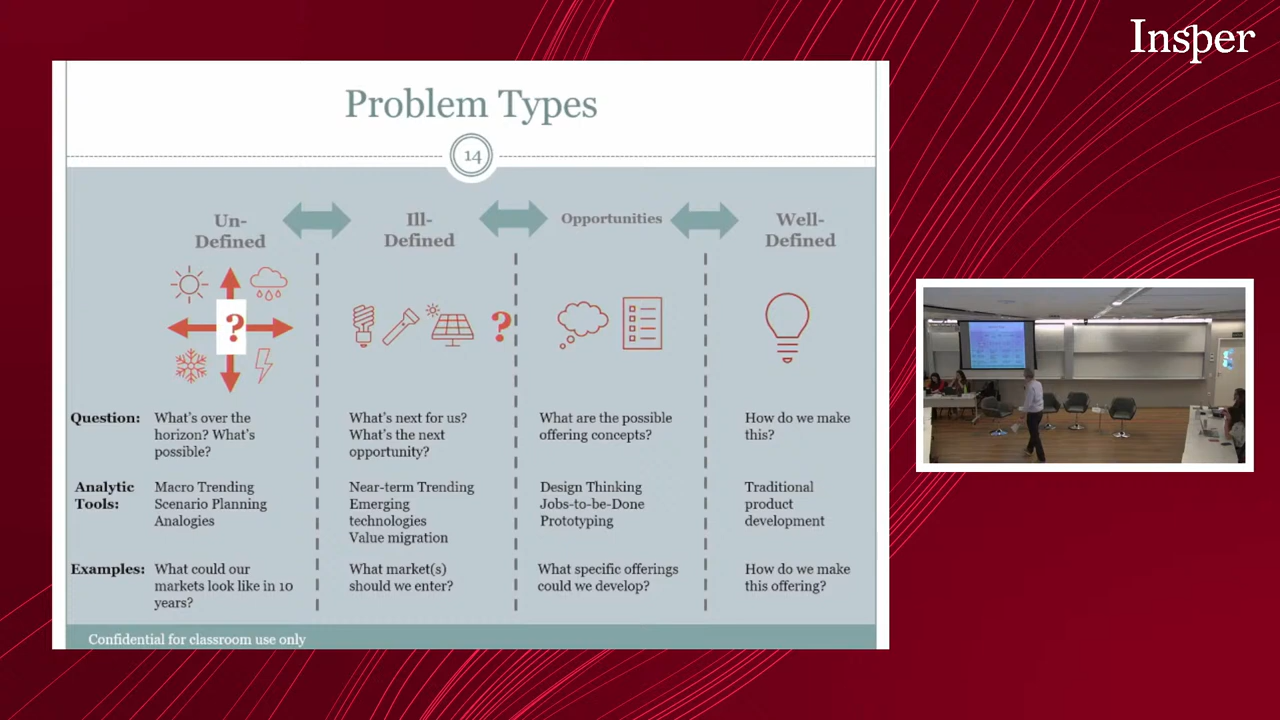 Insper
Problem Types
14
Un-
Defined
Ill-
Defined
Opportunities
Well-
Defined
?
?
Question:
What's over the
horizon? What's
possible?
What's next for us?
What's the next
opportunity?
What are the possible
offering concepts?
How do we make
this?
Analytic
Tools:
Macro Trending
Scenario Planning
Analogies
Near-term Trending
Emerging
technologies
Value migration
Design Thinking
Jobs-to-be-Done
Prototyping
Traditional
product
development
Examples:
What could our
markets look like in 10
years?
What market(s)
should we enter?
What specific offerings
could we develop?
How do we make
this offering?
Confidential for classroom use only